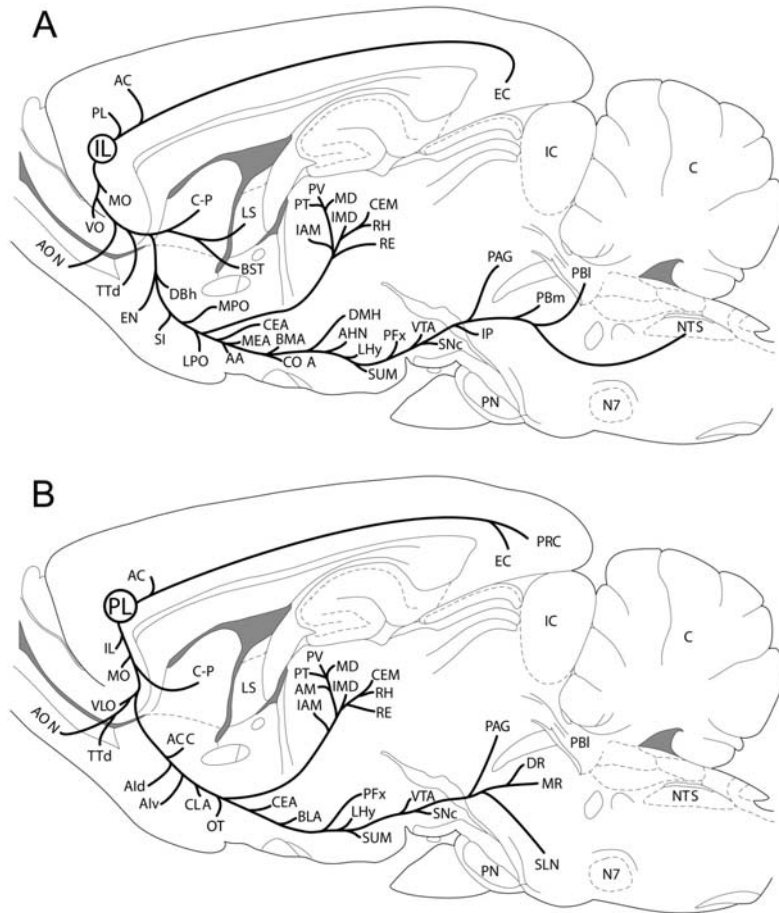 A
AC
PL
EC
IL
IC
C
MO
VO
C-P
LS
PV
MD
PT
IMD
CEM
IAM
RH
RE
AON
TTd
BST
PAG
PBl
DBh
MPO
EN
PBm
SI
CEA
DMH
NTS
MEA
BMA
AHN
PFx
VTA
LPO
AA
CO A
LHy
SNc
IP
SUM
PN
N7
B
PRC
AC
EC
PL
IC
C
IL
MO
C-P
LS
PV
MD
PT
CEM
AM
IMD
RH
IAM
RE
VLO
AON
TTd
ACC
PAG
PBl
DR
AId
MR
AIv
CLA
CEA
PFx
VTA
NTS
OT
BLA
LHy
SNc
SUM
SLN
PN
N7